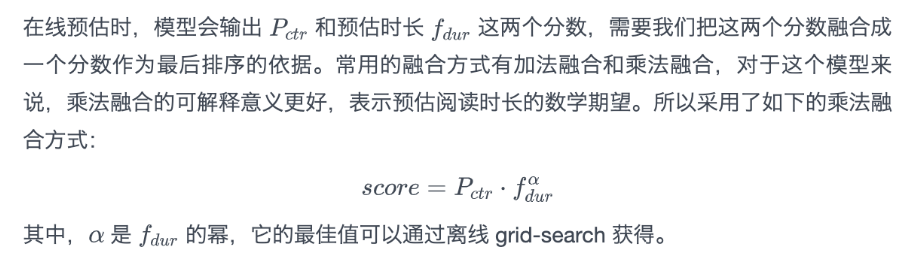 在线预估时，模型会输出 $P_{ctr}$ 和预估时长 $f_{dur}$ 这两个分数，需要我们把这两个分数融合成
一个分数作为最后排序的依据。常用的融合方式有加法融合和乘法融合，对于这个模型来
说，乘法融合的可解释意义更好，表示预估阅读时长的数学期望。所以采用了如下的乘法融
合方式：
$score = P_{ctr} \cdot f_{dur}^{\alpha}$
其中，$\alpha$ 是 $f_{dur}$ 的幂，它的最佳值可以通过离线 grid-search 获得。